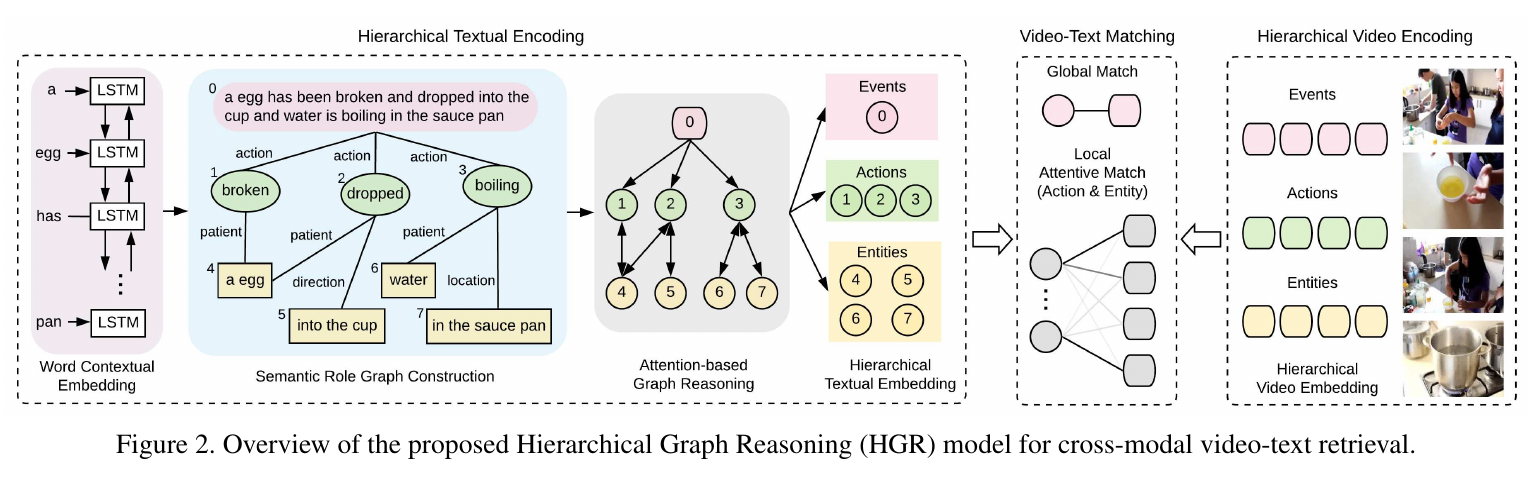 Hierarchical Textual Encoding
a
LSTM
egg
LSTM
has
LSTM
pan
LSTM
Word Contextual
Embedding
0
a egg has been broken and dropped into the
cup and water is boiling in the sauce pan
action
action
action
1
broken
2
dropped
3
boiling
patient
patient
patient
direction
location
4
a egg
6
water
5
into the cup
7
in the sauce pan
Semantic Role Graph Construction
0
1
2
3
4
5
6
7
Attention-based
Graph Reasoning
Events
0
Actions
1
2
3
Entities
4
5
6
7
Hierarchical
Textual Embedding
Video-Text Matching
Global Match
Local
Attentive Match
(Action & Entity)
Hierarchical Video Encoding
Events
Actions
Entities
Hierarchical
Video Embedding
Figure 2. Overview of the proposed Hierarchical Graph Reasoning (HGR) model for cross-modal video-text retrieval.